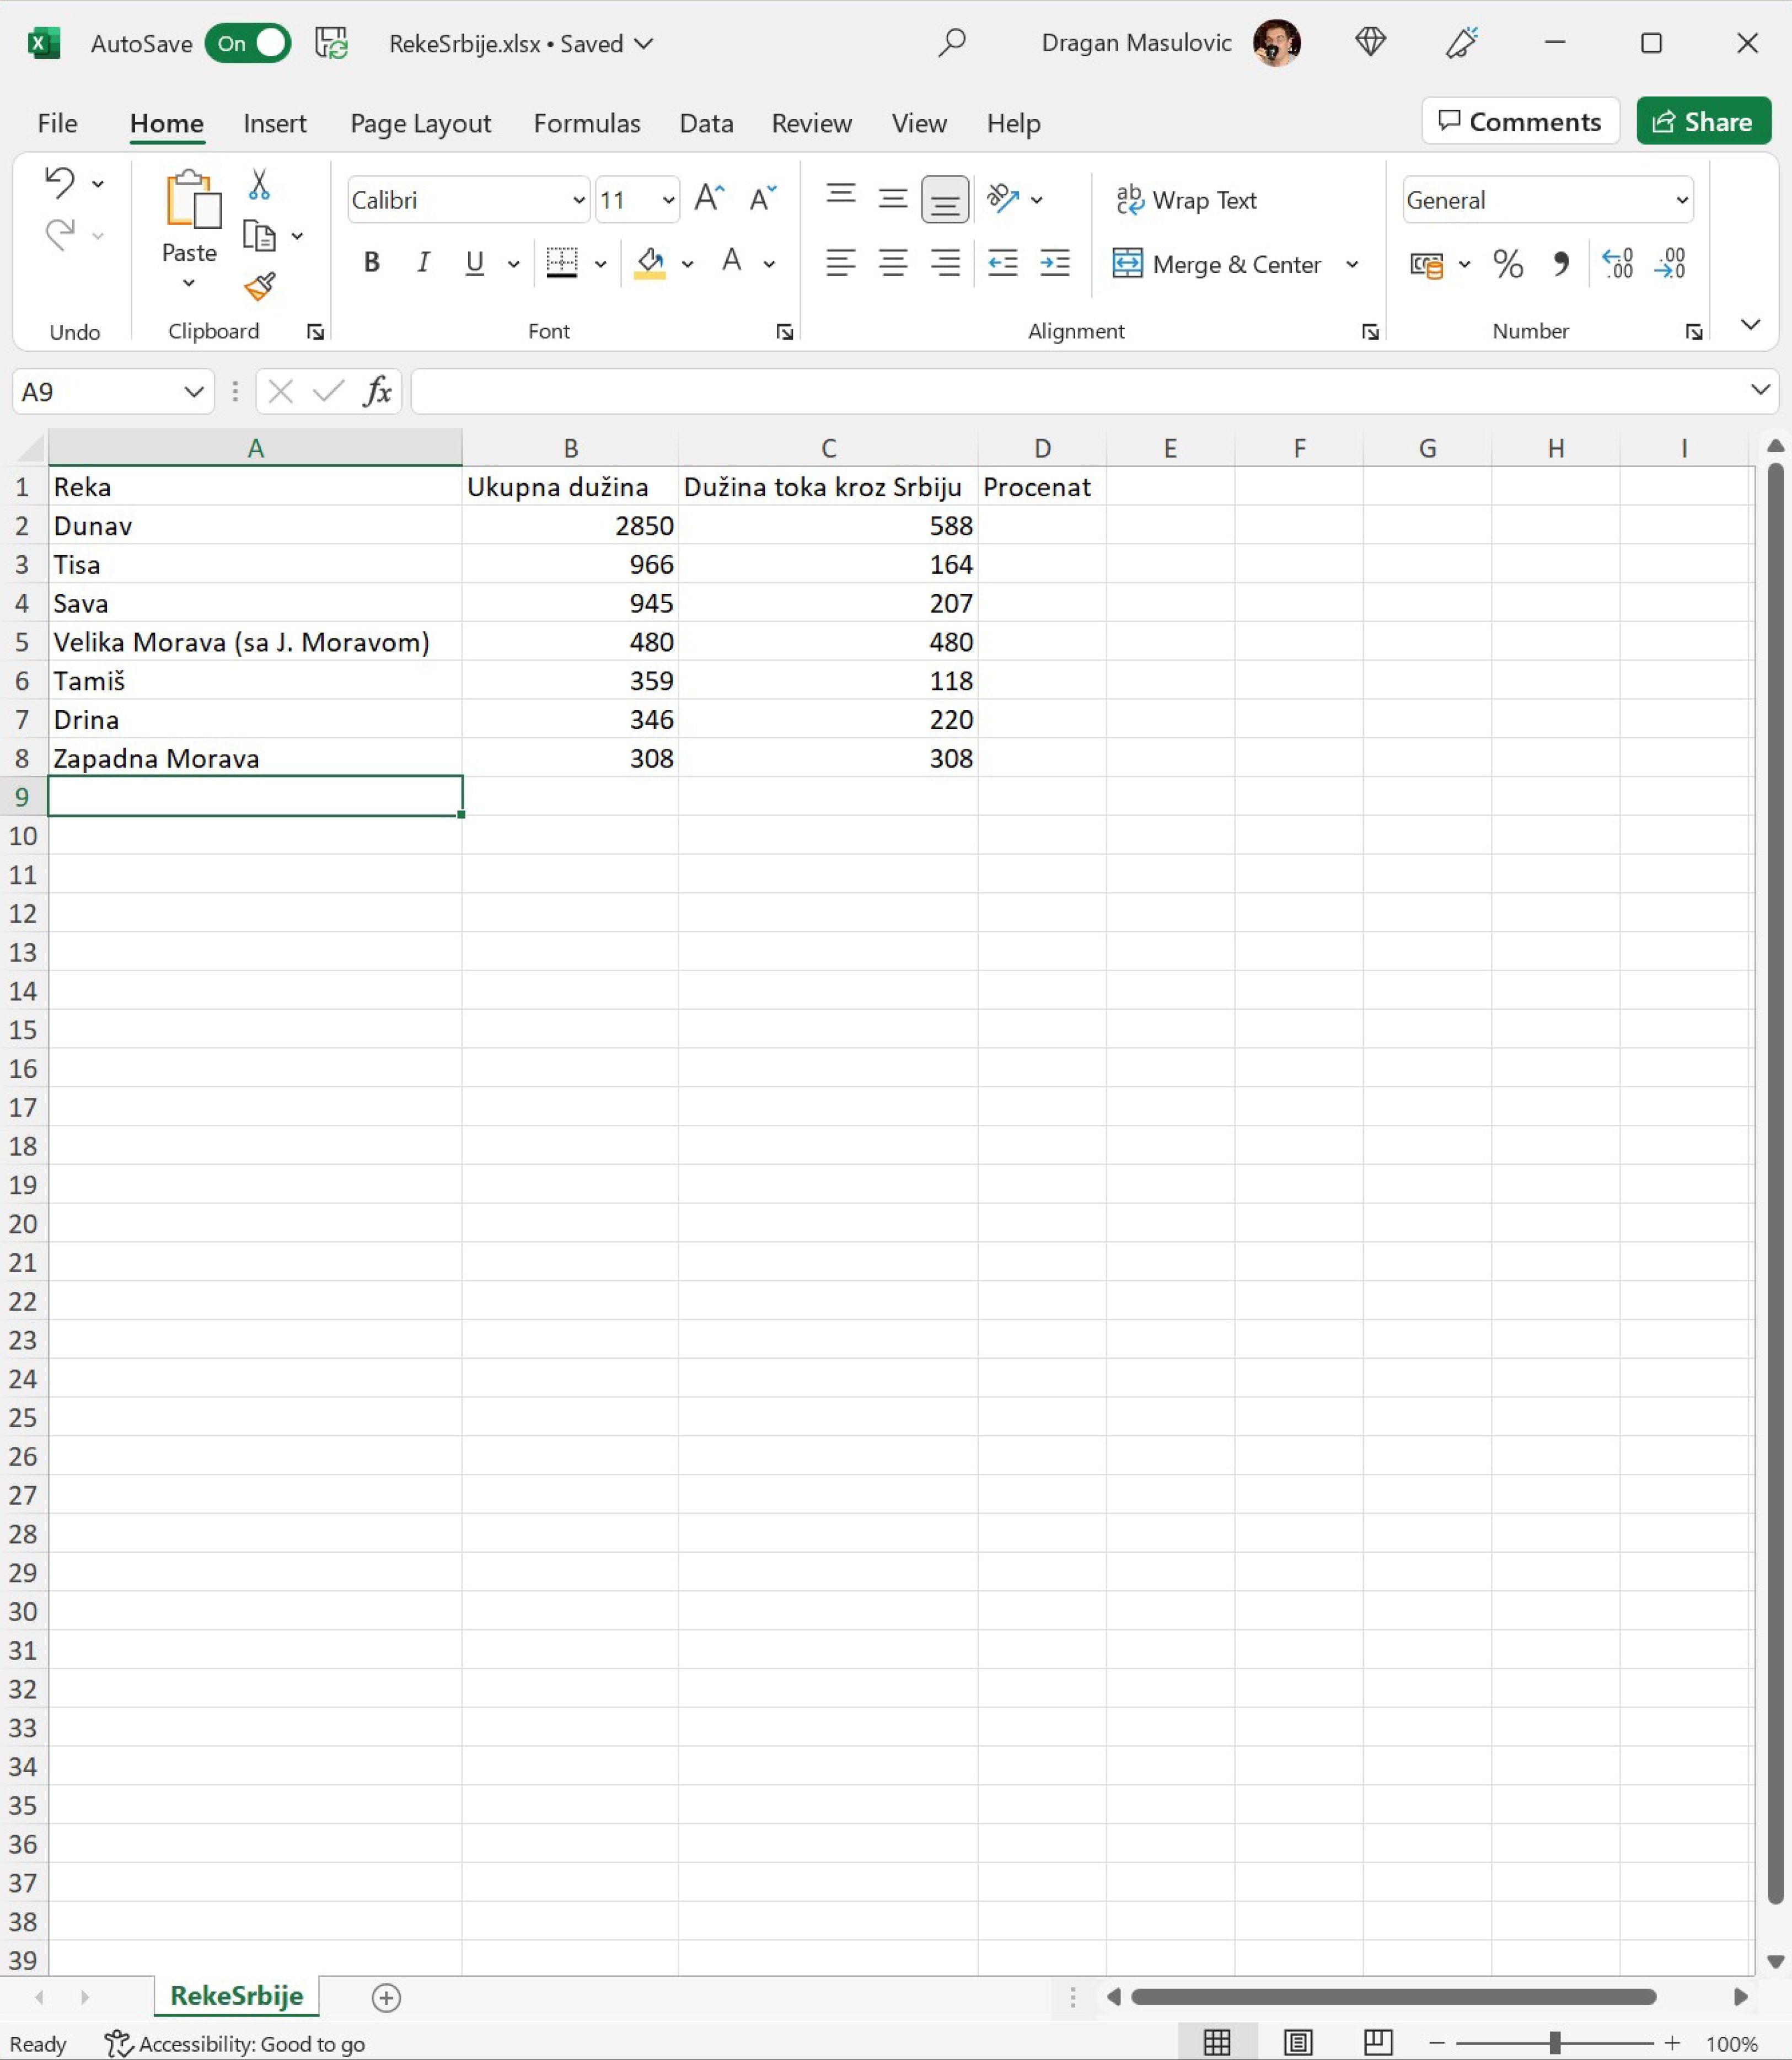 AutoSave On RekeSrbije.xlsx • Saved Dragan Masulovic
File Home Insert Page Layout Formulas Data Review View Help Comments Share
Paste Calibri 11 A A ab Wrap Text General
B I U A Merge & Center % , .00 .00
Undo Clipboard Font Alignment Number
A9 fx
A B C D E F G H I
1 Reka Ukupna dužina Dužina toka kroz Srbiju Procenat
2 Dunav 2850 588
3 Tisa 966 164
4 Sava 945 207
5 Velika Morava (sa J. Moravom) 480 480
6 Tamiš 359 118
7 Drina 346 220
8 Zapadna Morava 308 308
9
10
11
12
13
14
15
16
17
18
19
20
21
22
23
24
25
26
27
28
29
30
31
32
33
34
35
36
37
38
39
RekeSrbije
Ready Accessibility: Good to go 100%